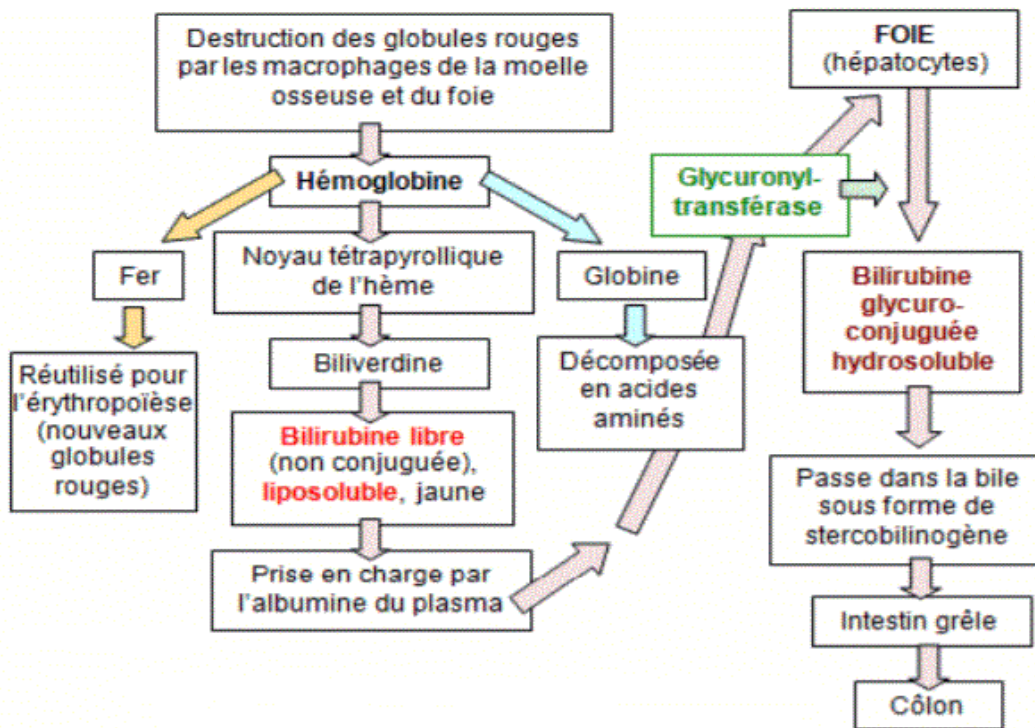 Destruction des globules rouges
par les macrophages de la moelle
osseuse et du foie
Hémoglobine
Fer
Réutilisé pour
l'érythropoïèse
(nouveaux
globules
rouges)
Noyau tétrapyrollique
de l'hème
Biliverdine
Bilirubine libre
(non conjuguée),
liposoluble, jaune
Prise en charge par
l'albumine du plasma
Globine
Décomposée
en acides
aminés
Glycuronyl-
transférase
FOIE
(hépatocytes)
Bilirubine
glycuro-
conjuguée
hydrosoluble
Passe dans la bile
sous forme de
stercobilinogène
Intestin grêle
Côlon